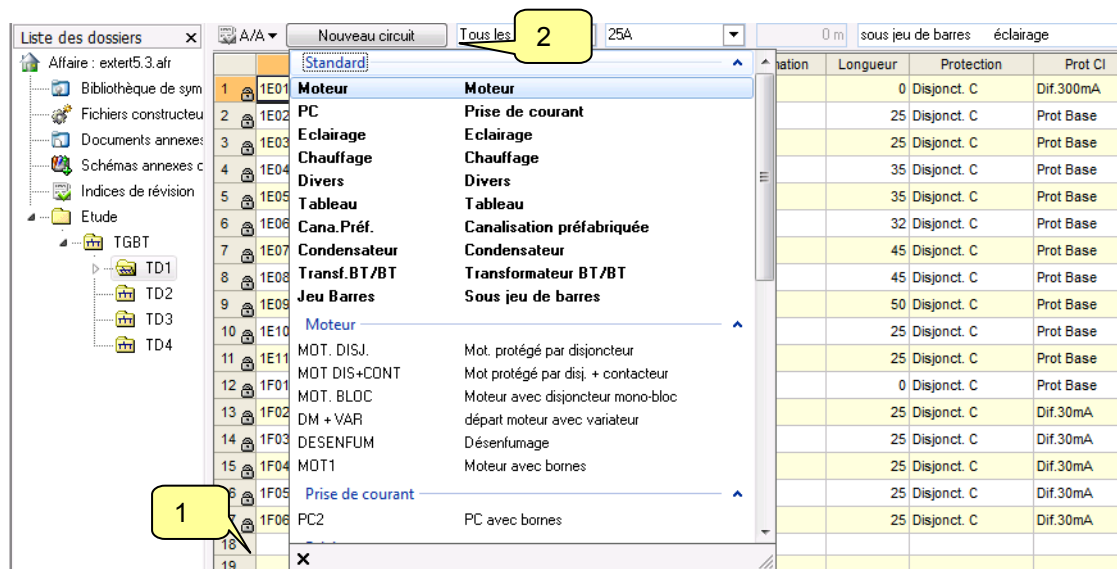 Liste des dossiers x
A/A Nouveau circuit Tous les 2 25A 0 m sous jeu de barres éclairage
Affaire : extert5.3.afr
Bibliothèque de sym
Fichiers constructeu
Documents annexes
Schémas annexes c
Indices de révision
Etude
TGBT
TD1
TD2
TD3
TD4
Standard
Moteur Moteur
PC Prise de courant
Eclairage Eclairage
Chauffage Chauffage
Divers Divers
Tableau Tableau
Cana.Préf. Canalisation préfabriquée
Condensateur Condensateur
Transf.BT/BT Transformateur BT/BT
Jeu Barres Sous jeu de barres
Moteur
MOT. DISJ. Mot. protégé par disjoncteur
MOT DIS+CONT Mot protégé par disj. + contacteur
MOT. BLOC Moteur avec disjoncteur mono-bloc
DM + VAR départ moteur avec variateur
DESENFUM Désenfumage
MOT1 Moteur avec bornes
Prise de courant
PC2 PC avec bornes
x
nation Longueur Protection Prot CI
1 1E01 0 Disjonct. C Dif.300mA
2 1E02 25 Disjonct. C Prot Base
3 1E03 25 Disjonct. C Prot Base
4 1E04 35 Disjonct. C Prot Base
5 1E05 35 Disjonct. C Prot Base
6 1E06 32 Disjonct. C Prot Base
7 1E07 45 Disjonct. C Prot Base
8 1E08 45 Disjonct. C Prot Base
9 1E09 50 Disjonct. C Prot Base
10 1E10 25 Disjonct. C Prot Base
11 1E11 25 Disjonct. C Prot Base
12 1F01 0 Disjonct. C Prot Base
13 1F02 25 Disjonct. C Dif.30mA
14 1F03 25 Disjonct. C Dif.30mA
15 1F04 25 Disjonct. C Dif.30mA
6 1F05 25 Disjonct. C Dif.30mA
7 1F06 25 Disjonct. C Dif.30mA
18
19
1